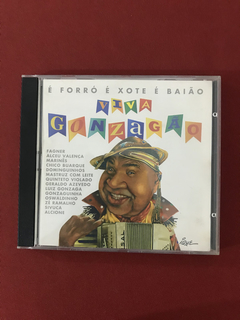 É FORRÓ É XOTE É BAIÃO
VIVA
GONZAGÃO
FAGNER
ALCEU VALENÇA
MARINÊS
CHICO BUARQUE
DOMINGUINHOS
MASTRUZ COM LEITE
QUINTETO VIOLADO
GERALDO AZEVEDO
LUIZ GONZAGA
GONZAGUINHA
OSWALDINHO
ZÉ RAMALHO
SIVUCA
ALCIONE